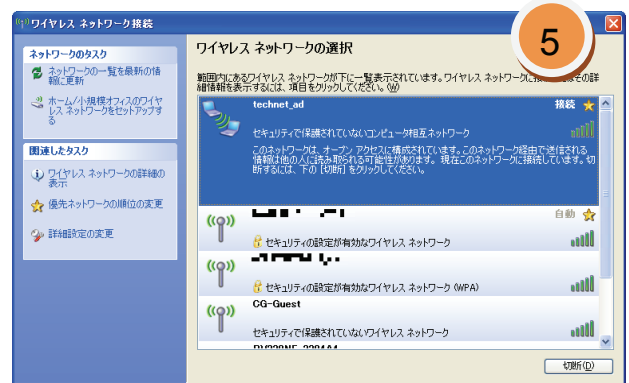 ワイヤレス ネットワーク接続
5
ネットワークのタスク
ネットワークの一覧を最新の情
報に更新
ホーム/小規模オフィスのワイヤ
レス ネットワークをセットアップす
る
関連したタスク
ワイヤレス ネットワークの詳細の
表示
優先ネットワークの順位の変更
詳細設定の変更
ワイヤレス ネットワークの選択
範囲内にあるワイヤレス ネットワークが下に一覧表示されています。ワイヤレス ネットワークに接
その詳
細情報を表示するには、項目をクリックしてください。(W)
technet_ad
接続
セキュリティで保護されていないコンピュータ相互ネットワーク
このネットワークは、オープン アクセスに構成されています。このネットワーク経由で送信される
情報は他の人に読み取られる可能性があります。 現在このネットワークに接続しています。切
断するには、下の [切断] をクリックしてください。
自動
セキュリティの設定が有効なワイヤレス ネットワーク
セキュリティの設定が有効なワイヤレス ネットワーク (WPA)
CG-Guest
セキュリティで保護されていないワイヤレス ネットワーク
切断(D)